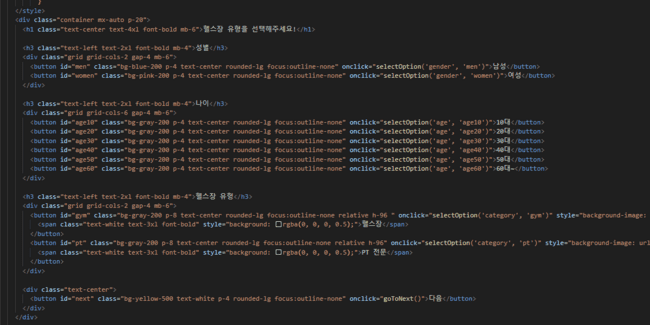 }
</style>
<div class="container mx-auto p-20">
<h1 class="text-center text-4xl font-bold mb-6">헬스장 유형을 선택해주세요!</h1>
<h3 class="text-left text-2xl font-bold mb-4">성별</h3>
<div class="grid grid-cols-2 gap-4 mb-6">
<button id="men" class="bg-blue-200 p-4 text-center rounded-lg focus:outline-none" onclick="selectOption('gender', 'men')">남성</button>
<button id="women" class="bg-pink-200 p-4 text-center rounded-lg focus:outline-none" onclick="selectOption('gender', 'women')">여성</button>
</div>
<h3 class="text-left text-2xl font-bold mb-4">나이</h3>
<div class="grid grid-cols-6 gap-4 mb-6">
<button id="age10" class="bg-gray-200 p-4 text-center rounded-lg focus:outline-none" onclick="selectOption('age', 'age10')">10대</button>
<button id="age20" class="bg-gray-200 p-4 text-center rounded-lg focus:outline-none" onclick="selectOption('age', 'age20')">20대</button>
<button id="age30" class="bg-gray-200 p-4 text-center rounded-lg focus:outline-none" onclick="selectOption('age', 'age30')">30대</button>
<button id="age40" class="bg-gray-200 p-4 text-center rounded-lg focus:outline-none" onclick="selectOption('age', 'age40')">40대</button>
<button id="age50" class="bg-gray-200 p-4 text-center rounded-lg focus:outline-none" onclick="selectOption('age', 'age50')">50대</button>
<button id="age60" class="bg-gray-200 p-4 text-center rounded-lg focus:outline-none" onclick="selectOption('age', 'age60')">60대~</button>
</div>
<h3 class="text-left text-2xl font-bold mb-4">헬스장 유형</h3>
<div class="grid grid-cols-2 gap-4 mb-6">
<button id="gym" class="bg-gray-200 p-8 text-center rounded-lg focus:outline-none relative h-96 " onclick="selectOption('category', 'gym')" style="background-image:
<span class="text-white text-3xl font-bold" style="background: rgba(0, 0, 0, 0.5);">헬스장</span>
</button>
<button id="pt" class="bg-gray-200 p-8 text-center rounded-lg focus:outline-none relative h-96" onclick="selectOption('category', 'pt')" style="background-image: url
<span class="text-white text-3xl font-bold" style="background: rgba(0, 0, 0, 0.5);">PT 전문</span>
</button>
</div>
<div class="text-center">
<button id="next" class="bg-yellow-500 text-white p-4 rounded-lg focus:outline-none" onclick="goToNext()">다음</button>
</div>
</div>